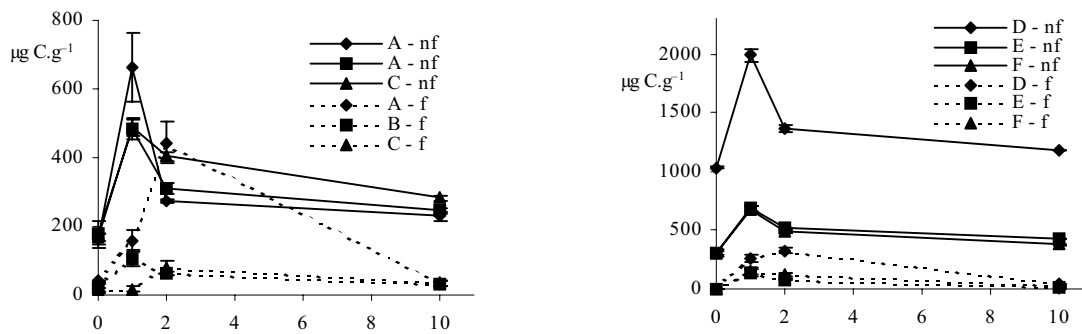 800
µg C.g⁻¹
600
400
200
0
0 2 4 6 8 10
A - nf
A - nf
C - nf
A - f
B - f
C - f
2000
µg C.g⁻¹
1500
1000
500
0
0 2 4 6 8 10
D - nf
E - nf
F - nf
D - f
E - f
F - f